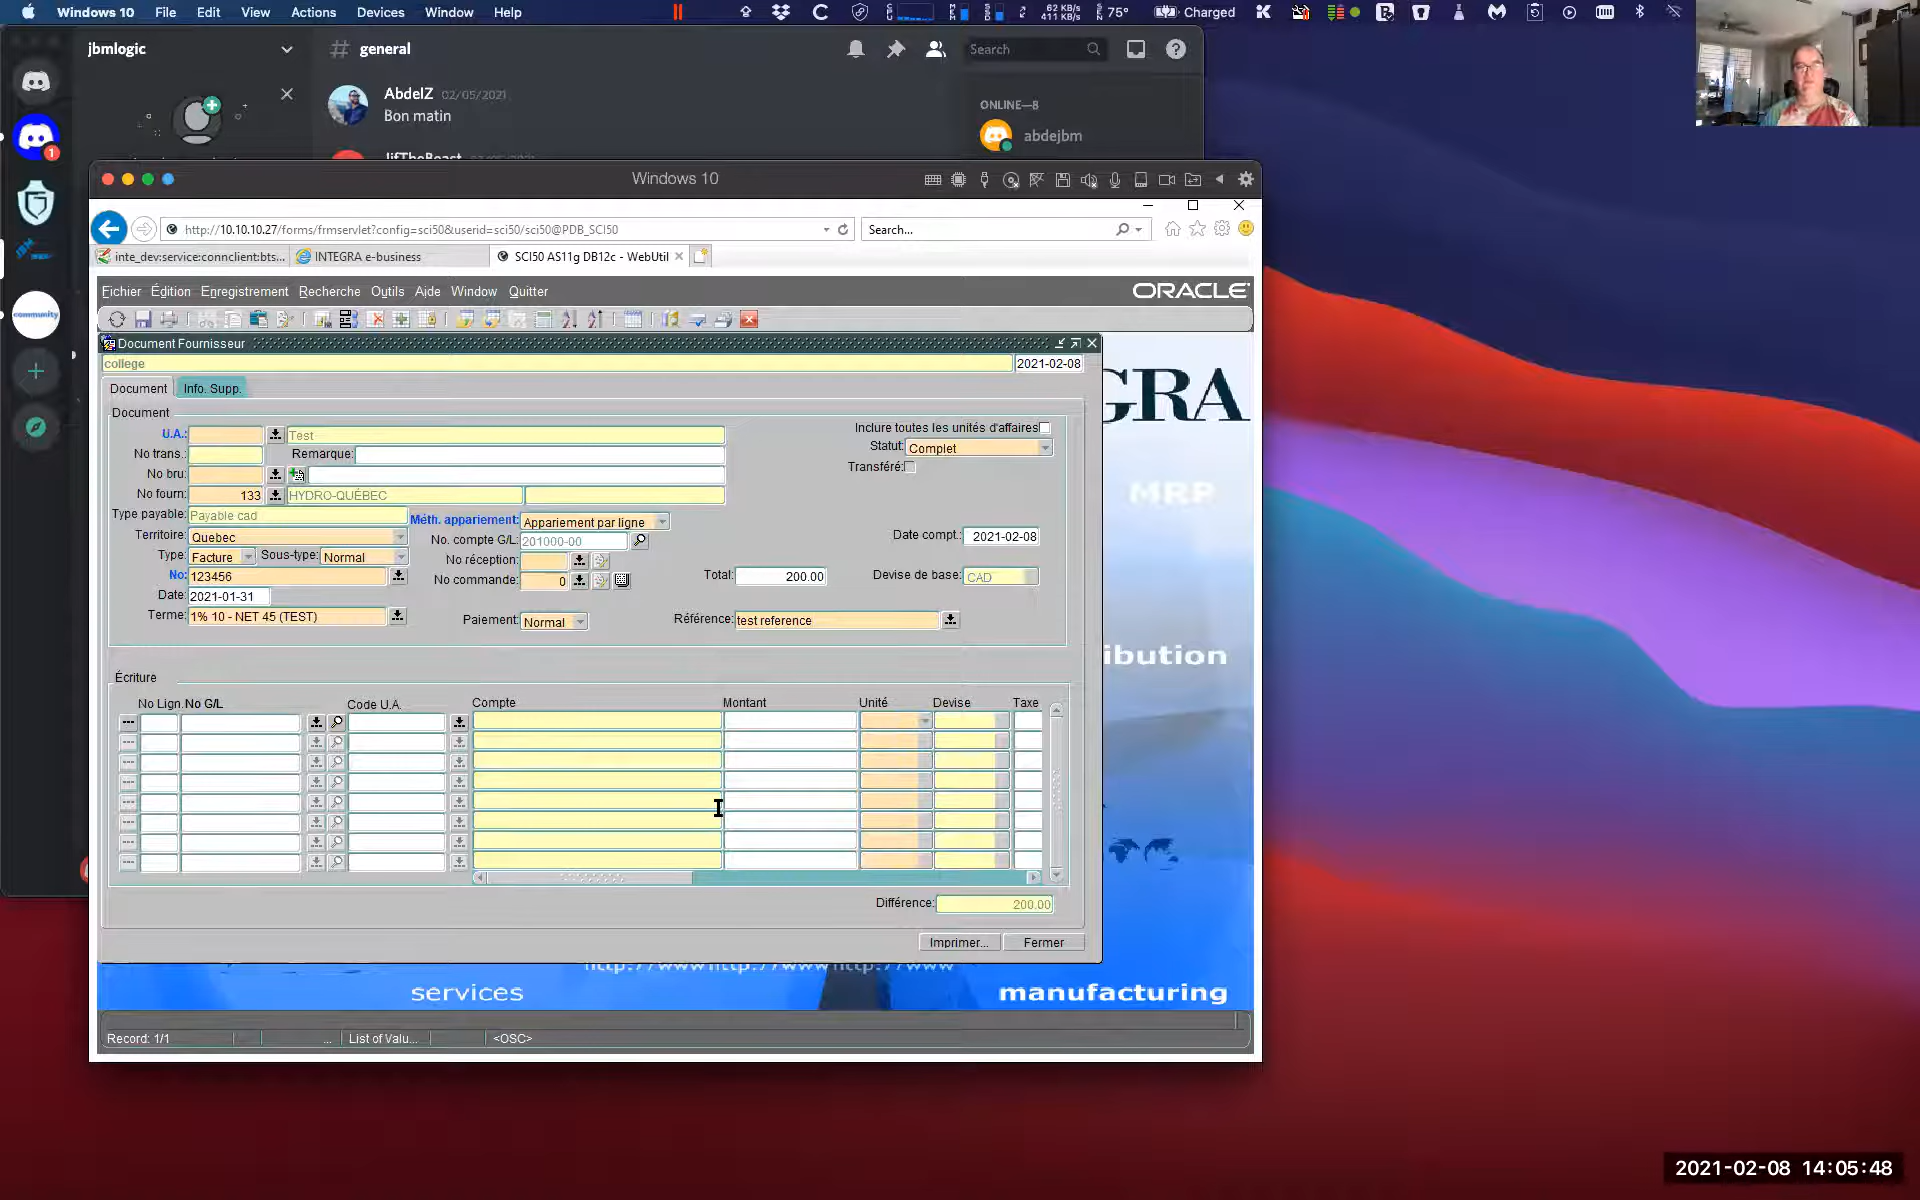 Windows 10 File Edit View Actions Devices Window Help
62 KB/s
411 KB/s
75° Charged
jbmlogic
general
Search
AbdelZ 02/05/2021
Bon matin
ONLINE—8
abdejbm
JifTheBeast
1
community
Windows 10
http://10.10.10.27/forms/frmservlet?config=sci50&userid=sci50/sci50@PDB_SCI50
Search...
inte_dev:service:connclient:bts...
INTEGRA e-business
SCI50 AS11g DB12c - WebUtil
Fichier Édition Enregistrement Recherche Outils Aide Window Quitter
ORACLE
Document Fournisseur
college
2021-02-08
Document Info. Supp.
Document
U.A.: Test
Inclure toutes les unités d'affaires
No trans.: Remarque:
Statut: Complet
No bru:
Transféré:
No fourn: 133 HYDRO-QUÉBEC
Type payable: Payable cad
Méth. appariement: Appariement par ligne
Territoire: Quebec
No. compte G/L: 201000-00
Date compt.: 2021-02-08
Type: Facture Sous-type: Normal
No réception:
No: 123456
No commande: 0
Total: 200.00
Devise de base: CAD
Date: 2021-01-31
Terme: 1% 10 - NET 45 (TEST)
Paiement: Normal
Référence: test reference
Écriture
No Lign. No G/L Code U.A. Compte Montant Unité Devise Taxe
Différence: 200.00
Imprimer... Fermer
GRA
MRP
ibution
http://www http://www http://www
services
manufacturing
Record: 1/1 ... List of Valu... <OSC>
2021-02-08 14:05:48